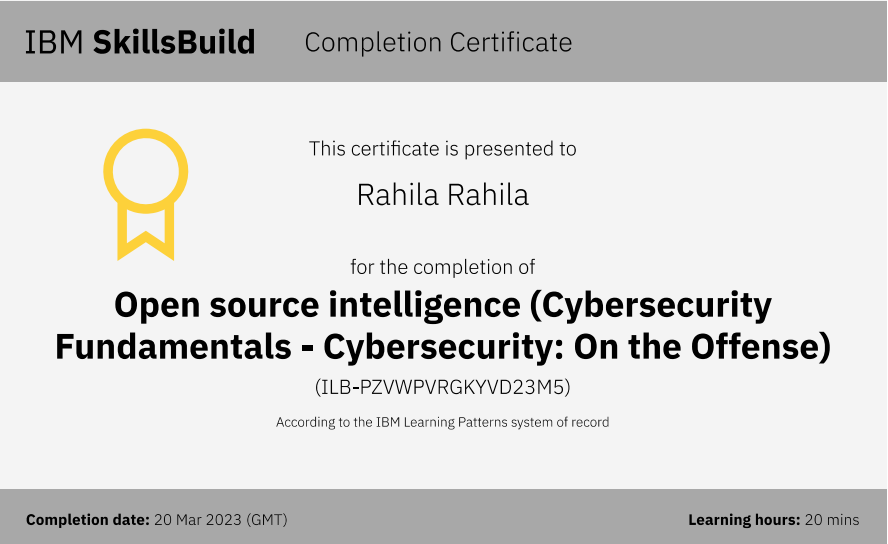 IBM SkillsBuild Completion Certificate
This certificate is presented to
Rahila Rahila
for the completion of
Open source intelligence (Cybersecurity
Fundamentals - Cybersecurity: On the Offense)
(ILB-PZVWPVRGKYVD23M5)
According to the IBM Learning Patterns system of record
Completion date: 20 Mar 2023 (GMT) Learning hours: 20 mins